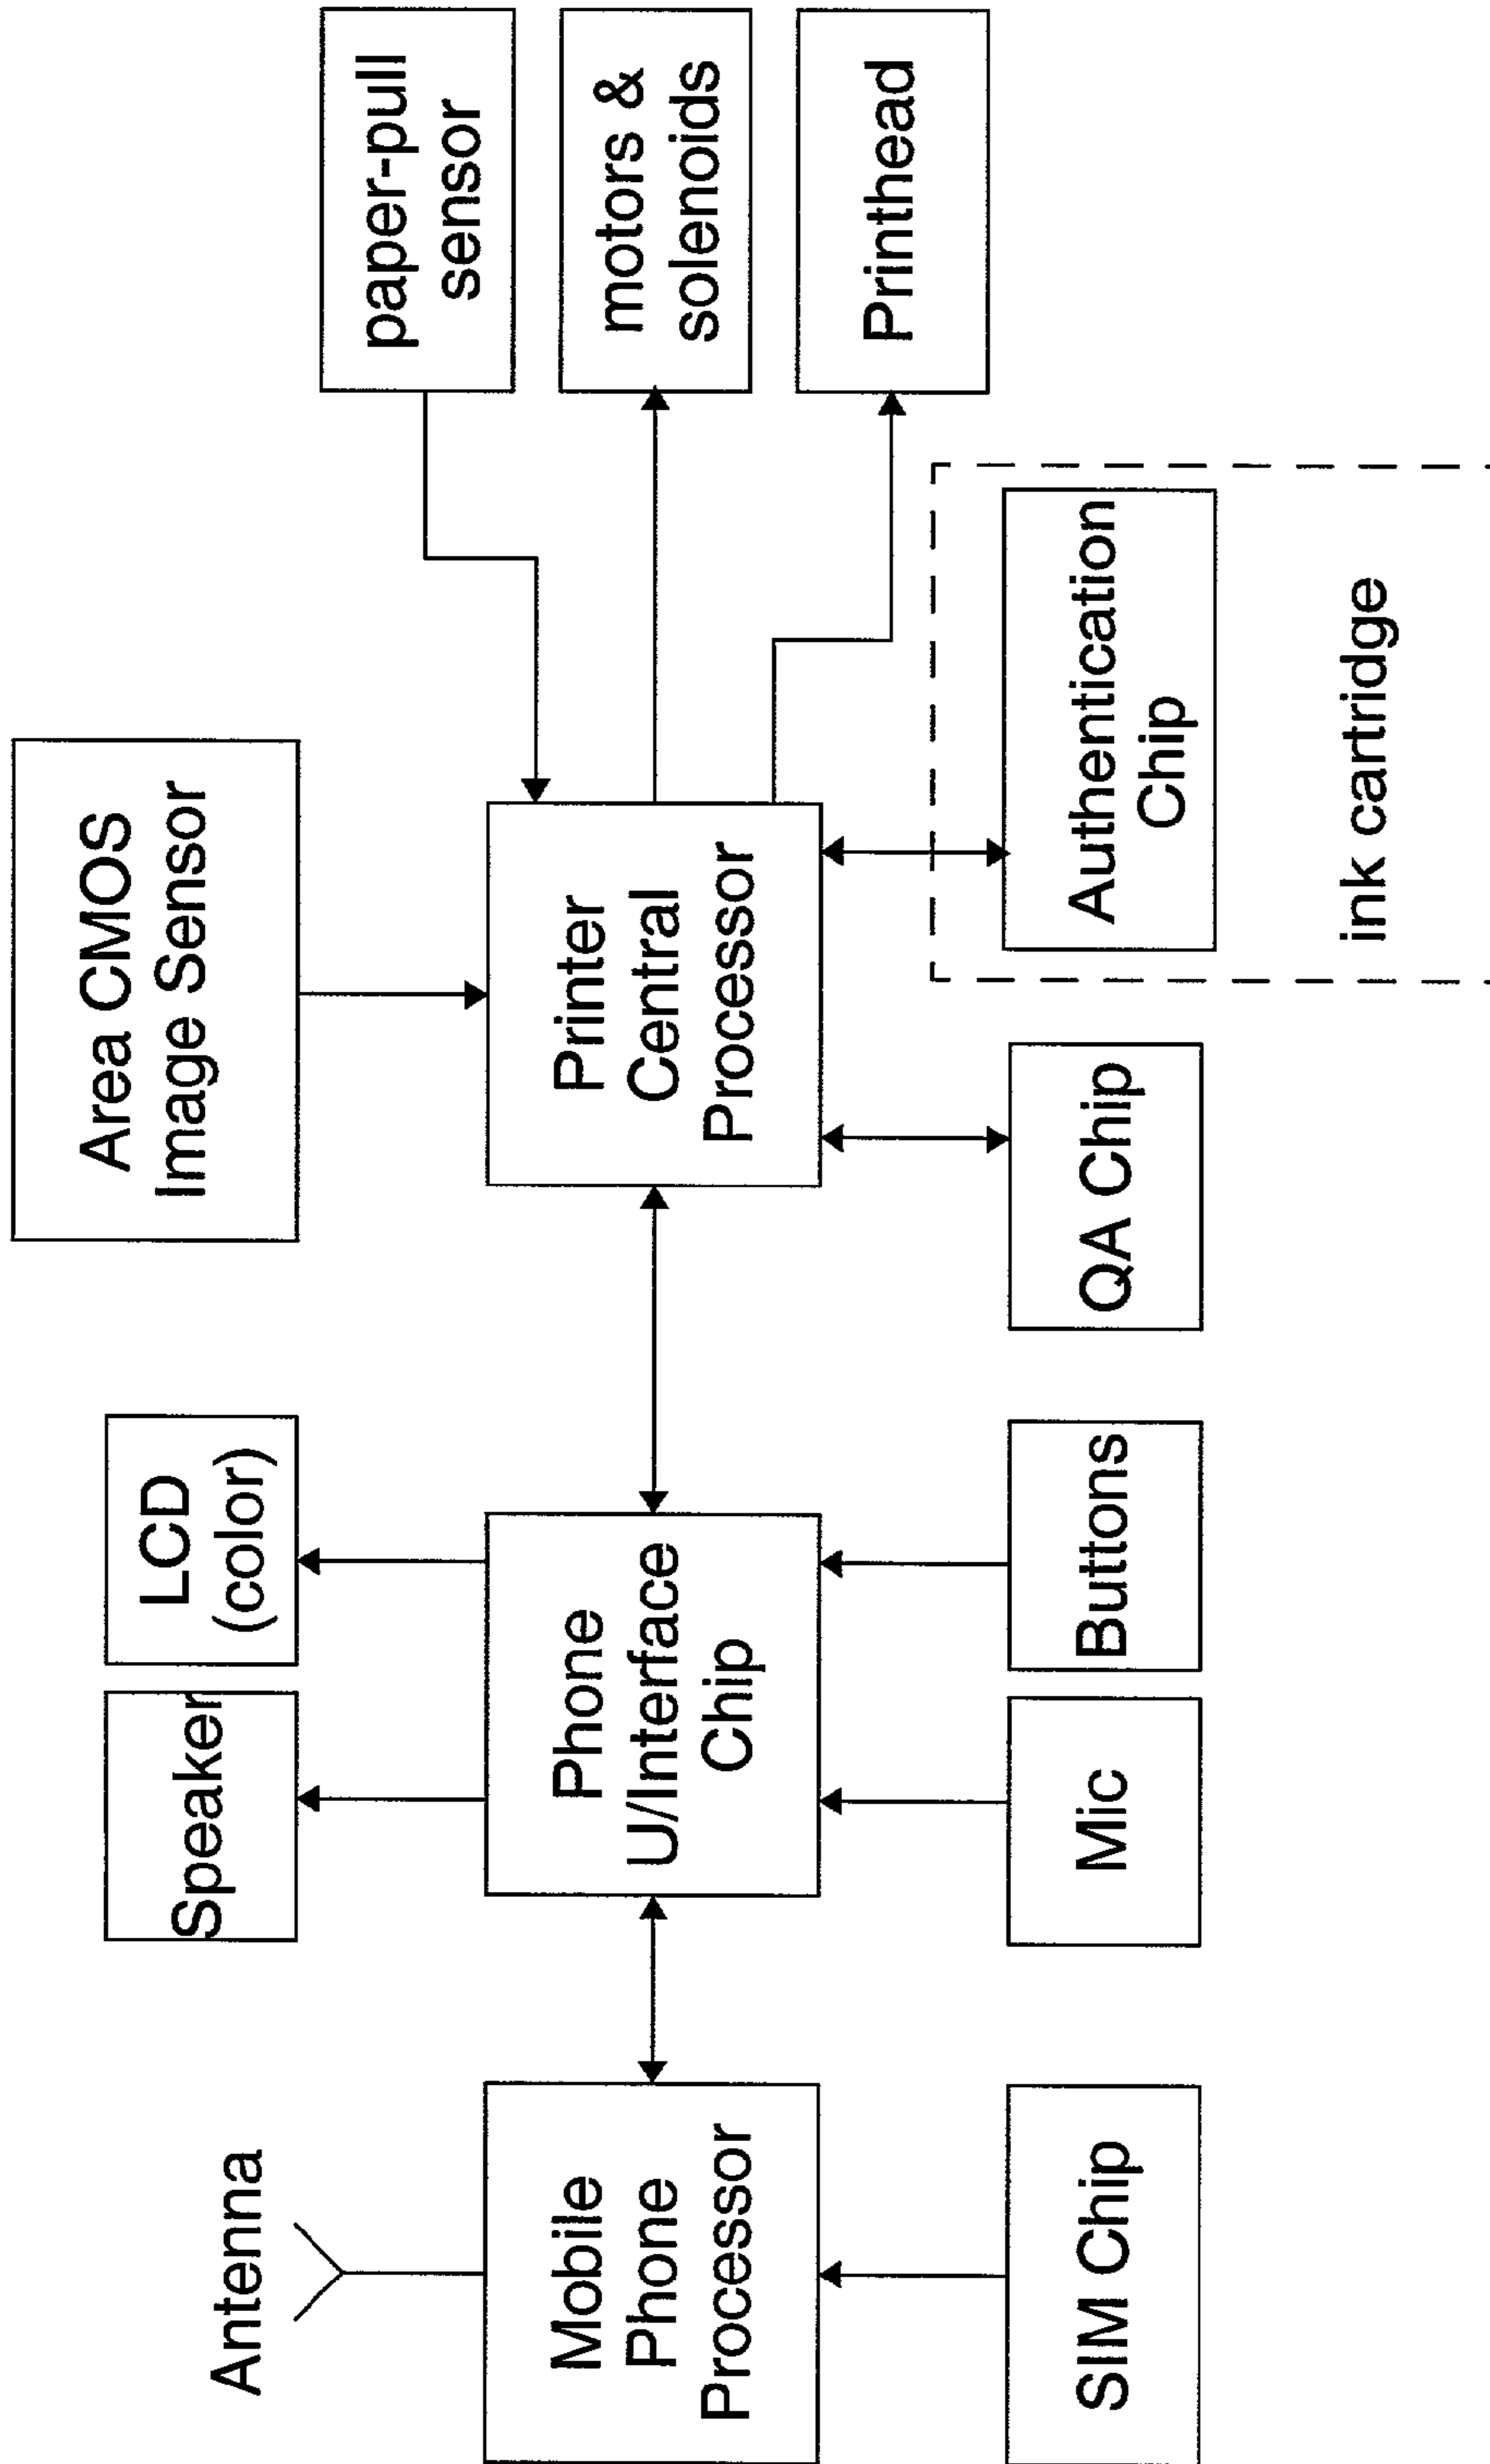 Antenna
Mobile
Phone
Processor
SIM Chip
Speaker
LCD
(color)
Phone
U/Interface
Chip
Mic
Buttons
Area CMOS
Image Sensor
Printer
Central
Processor
QA Chip
Authentication
Chip
ink cartridge
paper-pull
sensor
motors &
solenoids
Printhead